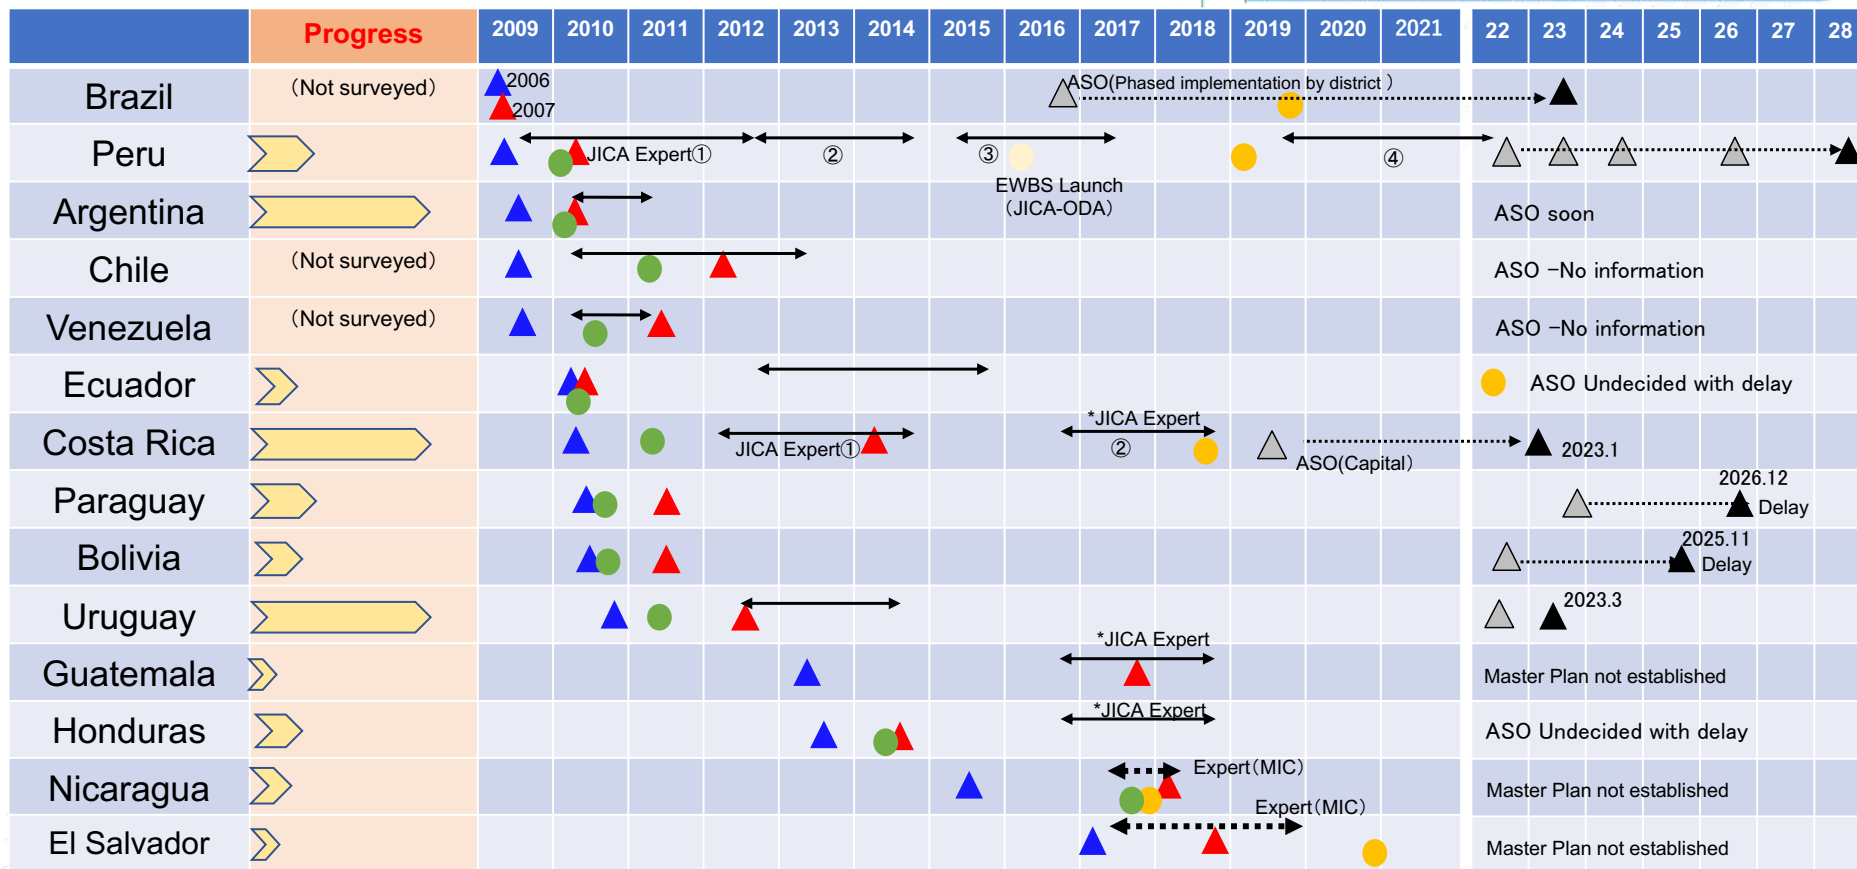 Progress 2009 2010 2011 2012 2013 2014 2015 2016 2017 2018 2019 2020 2021 22 23 24 25 26 27 28
Brazil (Not surveyed) 2006 ASO(Phased implementation by district )
2007
Peru JICA Expert① ② ③ ④
EWBS Launch
(JICA-ODA)
Argentina ASO soon
Chile (Not surveyed) ASO -No information
Venezuela (Not surveyed) ASO -No information
Ecuador ASO Undecided with delay
*JICA Expert
Costa Rica JICA Expert① ② ASO(Capital) 2023.1
2026.12
Paraguay Delay
2025.11
Bolivia Delay
2023.3
Uruguay
*JICA Expert
Guatemala Master Plan not established
*JICA Expert
Honduras ASO Undecided with delay
Expert(MIC)
Nicaragua Master Plan not established
Expert(MIC)
El Salvador Master Plan not established